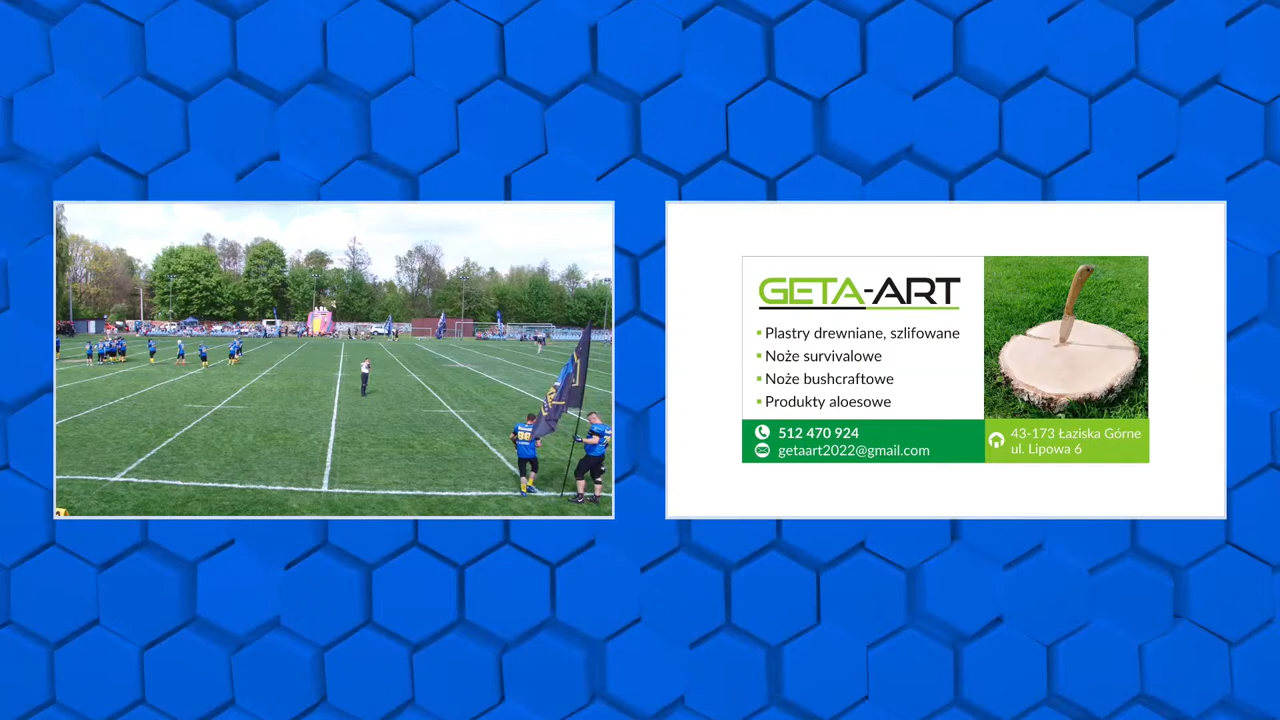 88
GETA-ART
Plastry drewniane, szlifowane
Noże survivalowe
Noże bushcraftowe
Produkty aloesowe
512 470 924
getaart2022@gmail.com
43-173 Łaziska Górne
ul. Lipowa 6